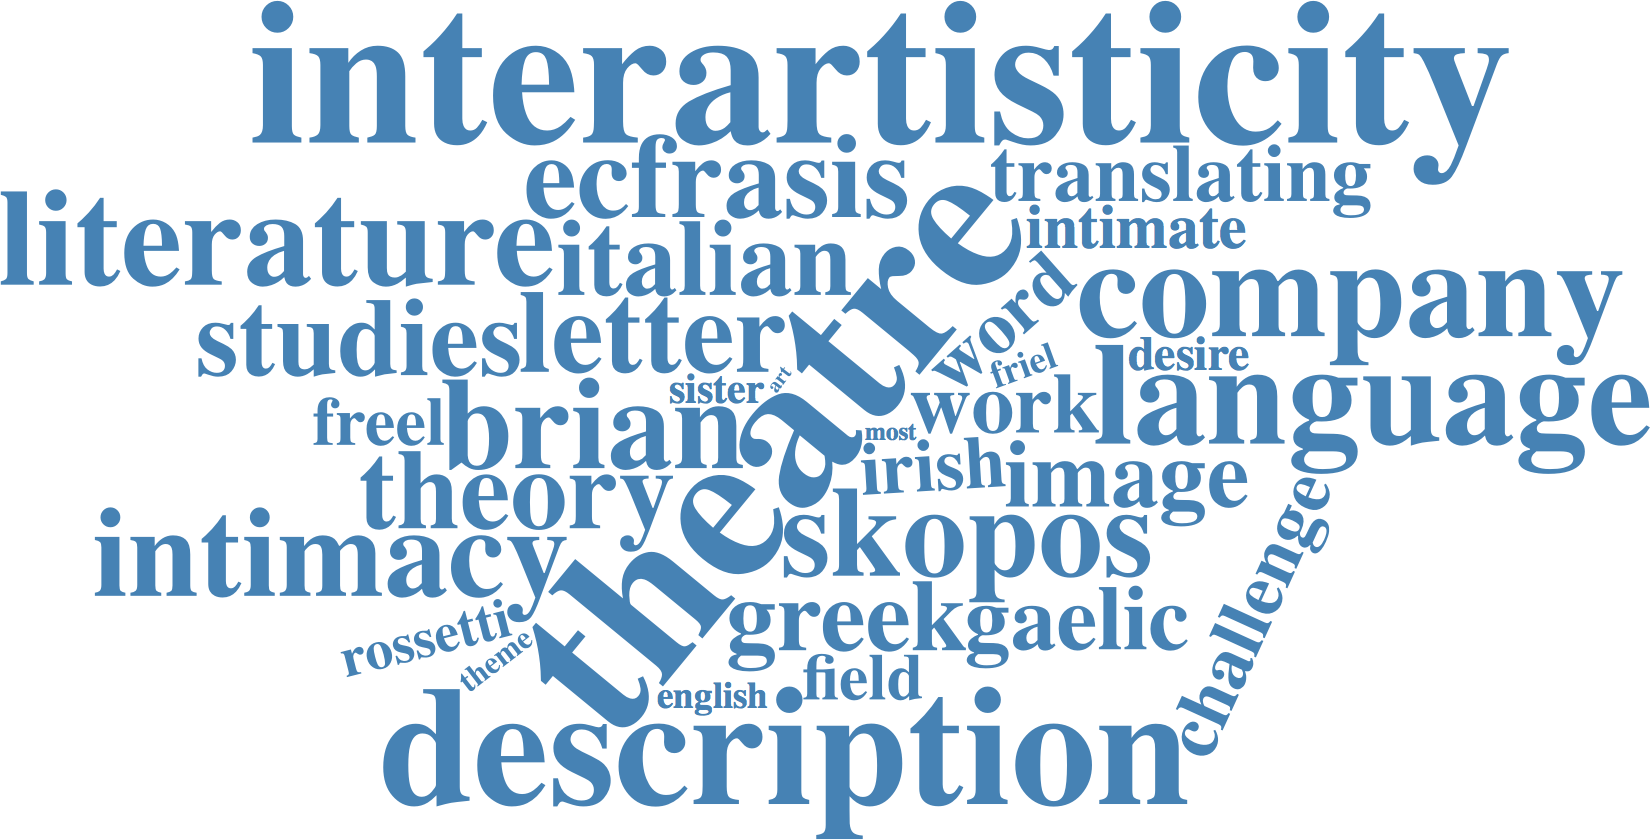 interartisticity
ecfrasis
translating
literature
italian
intimate
theatre
word
company
studies
letter
desire
friel
sister
art
language
freel
brian
work
most
theory
irish
image
intimacy
skopos
challenge
rossetti
theme
greek
gaelic
english
field
description